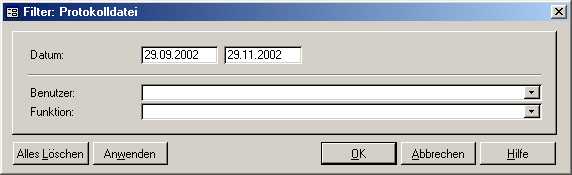 Filter: Protokolldatei
Datum: 29.09.2002 29.11.2002
Benutzer:
Funktion:
Alles Löschen Anwenden OK Abbrechen Hilfe